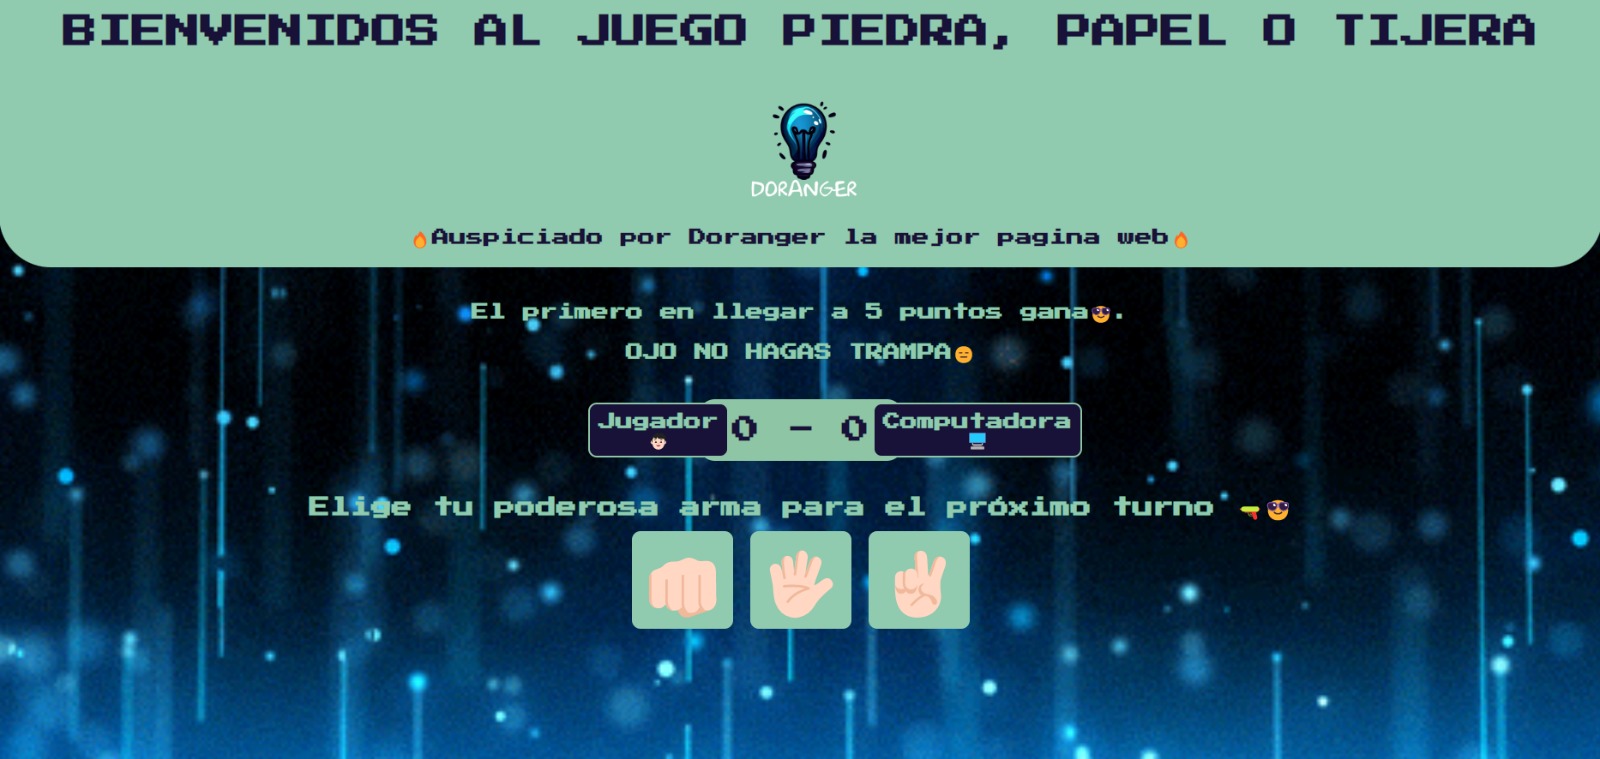 BIENVENIDOS AL JUEGO PIEDRA, PAPEL O TIJERA
DORANGER
🔥Auspiciado por Doranger la mejor pagina web🔥
El primero en llegar a 5 puntos gana😎.
OJO NO HAGAS TRAMPA😑
Jugador 0 - 0 Computadora
Elige tu poderosa arma para el próximo turno 🔫😎